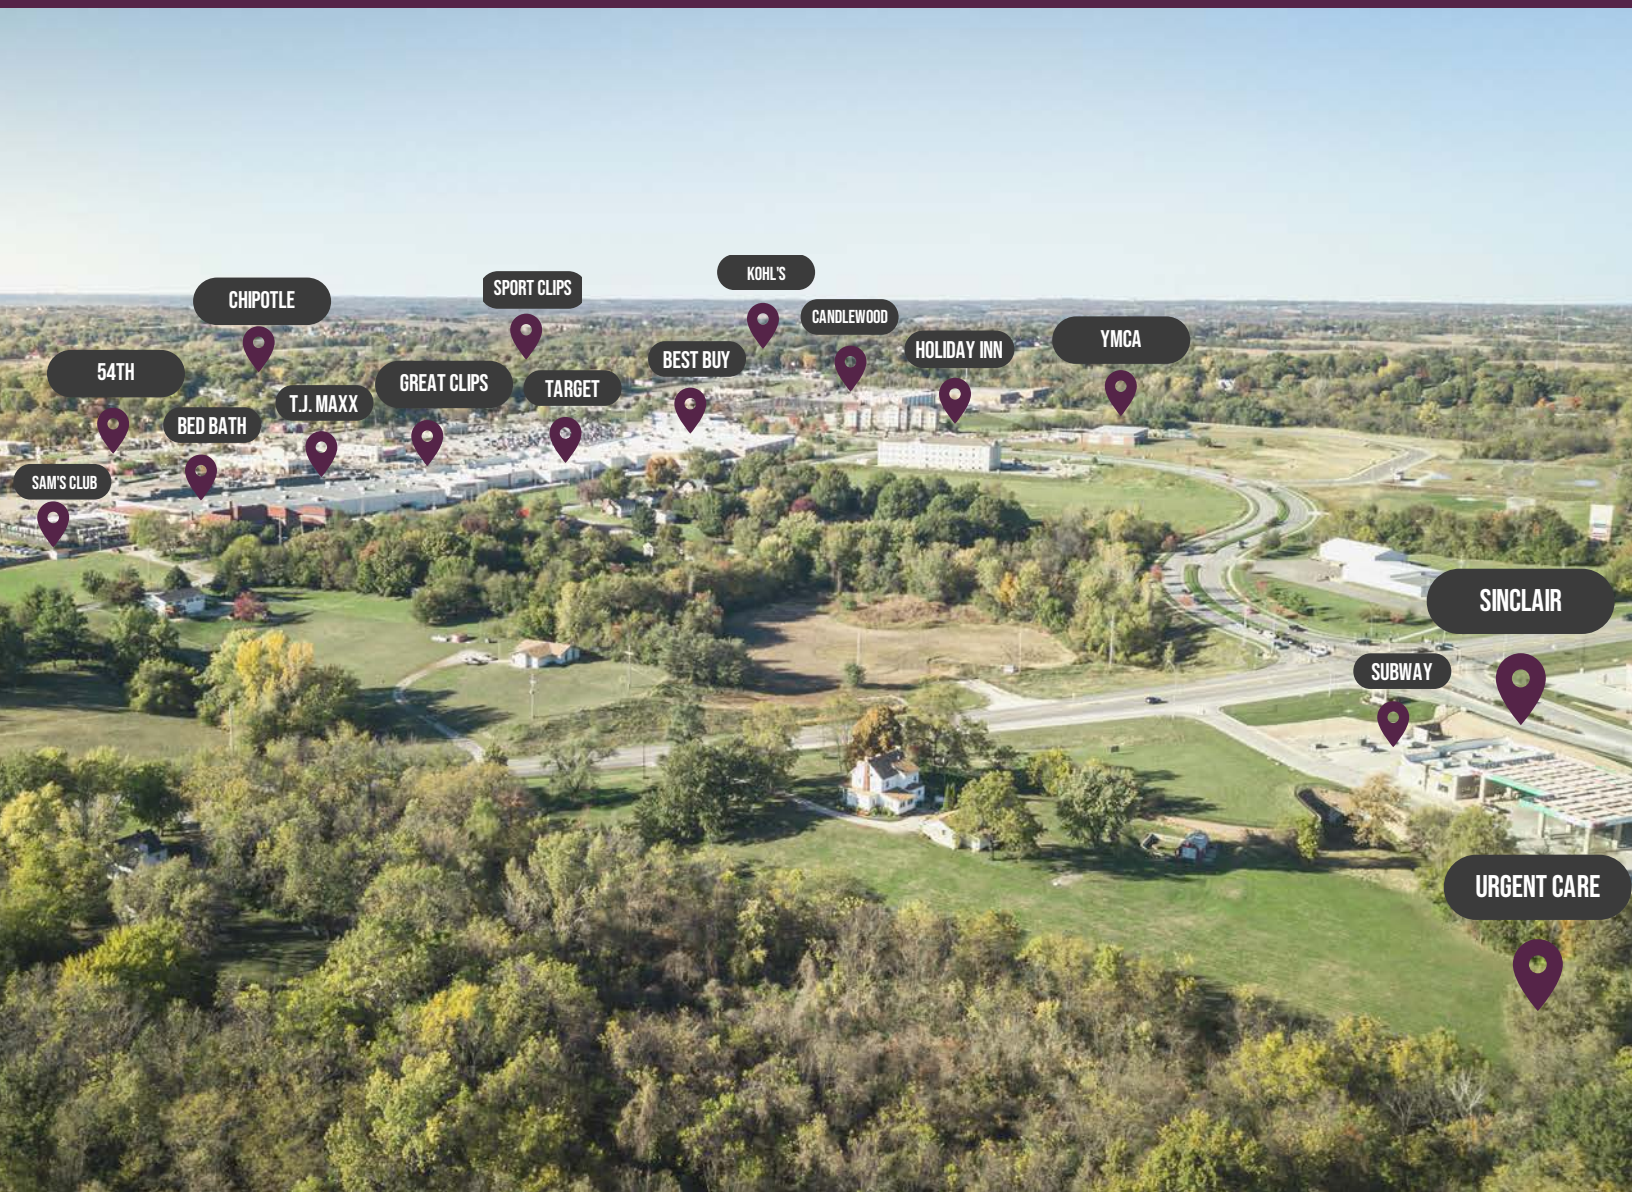 KOHL'S
SPORT CLIPS
CHIPOTLE
CANDLEWOOD
YMCA
HOLIDAY INN
BEST BUY
54TH
GREAT CLIPS
TARGET
T.J. MAXX
BED BATH
SAM'S CLUB
SINCLAIR
SUBWAY
URGENT CARE